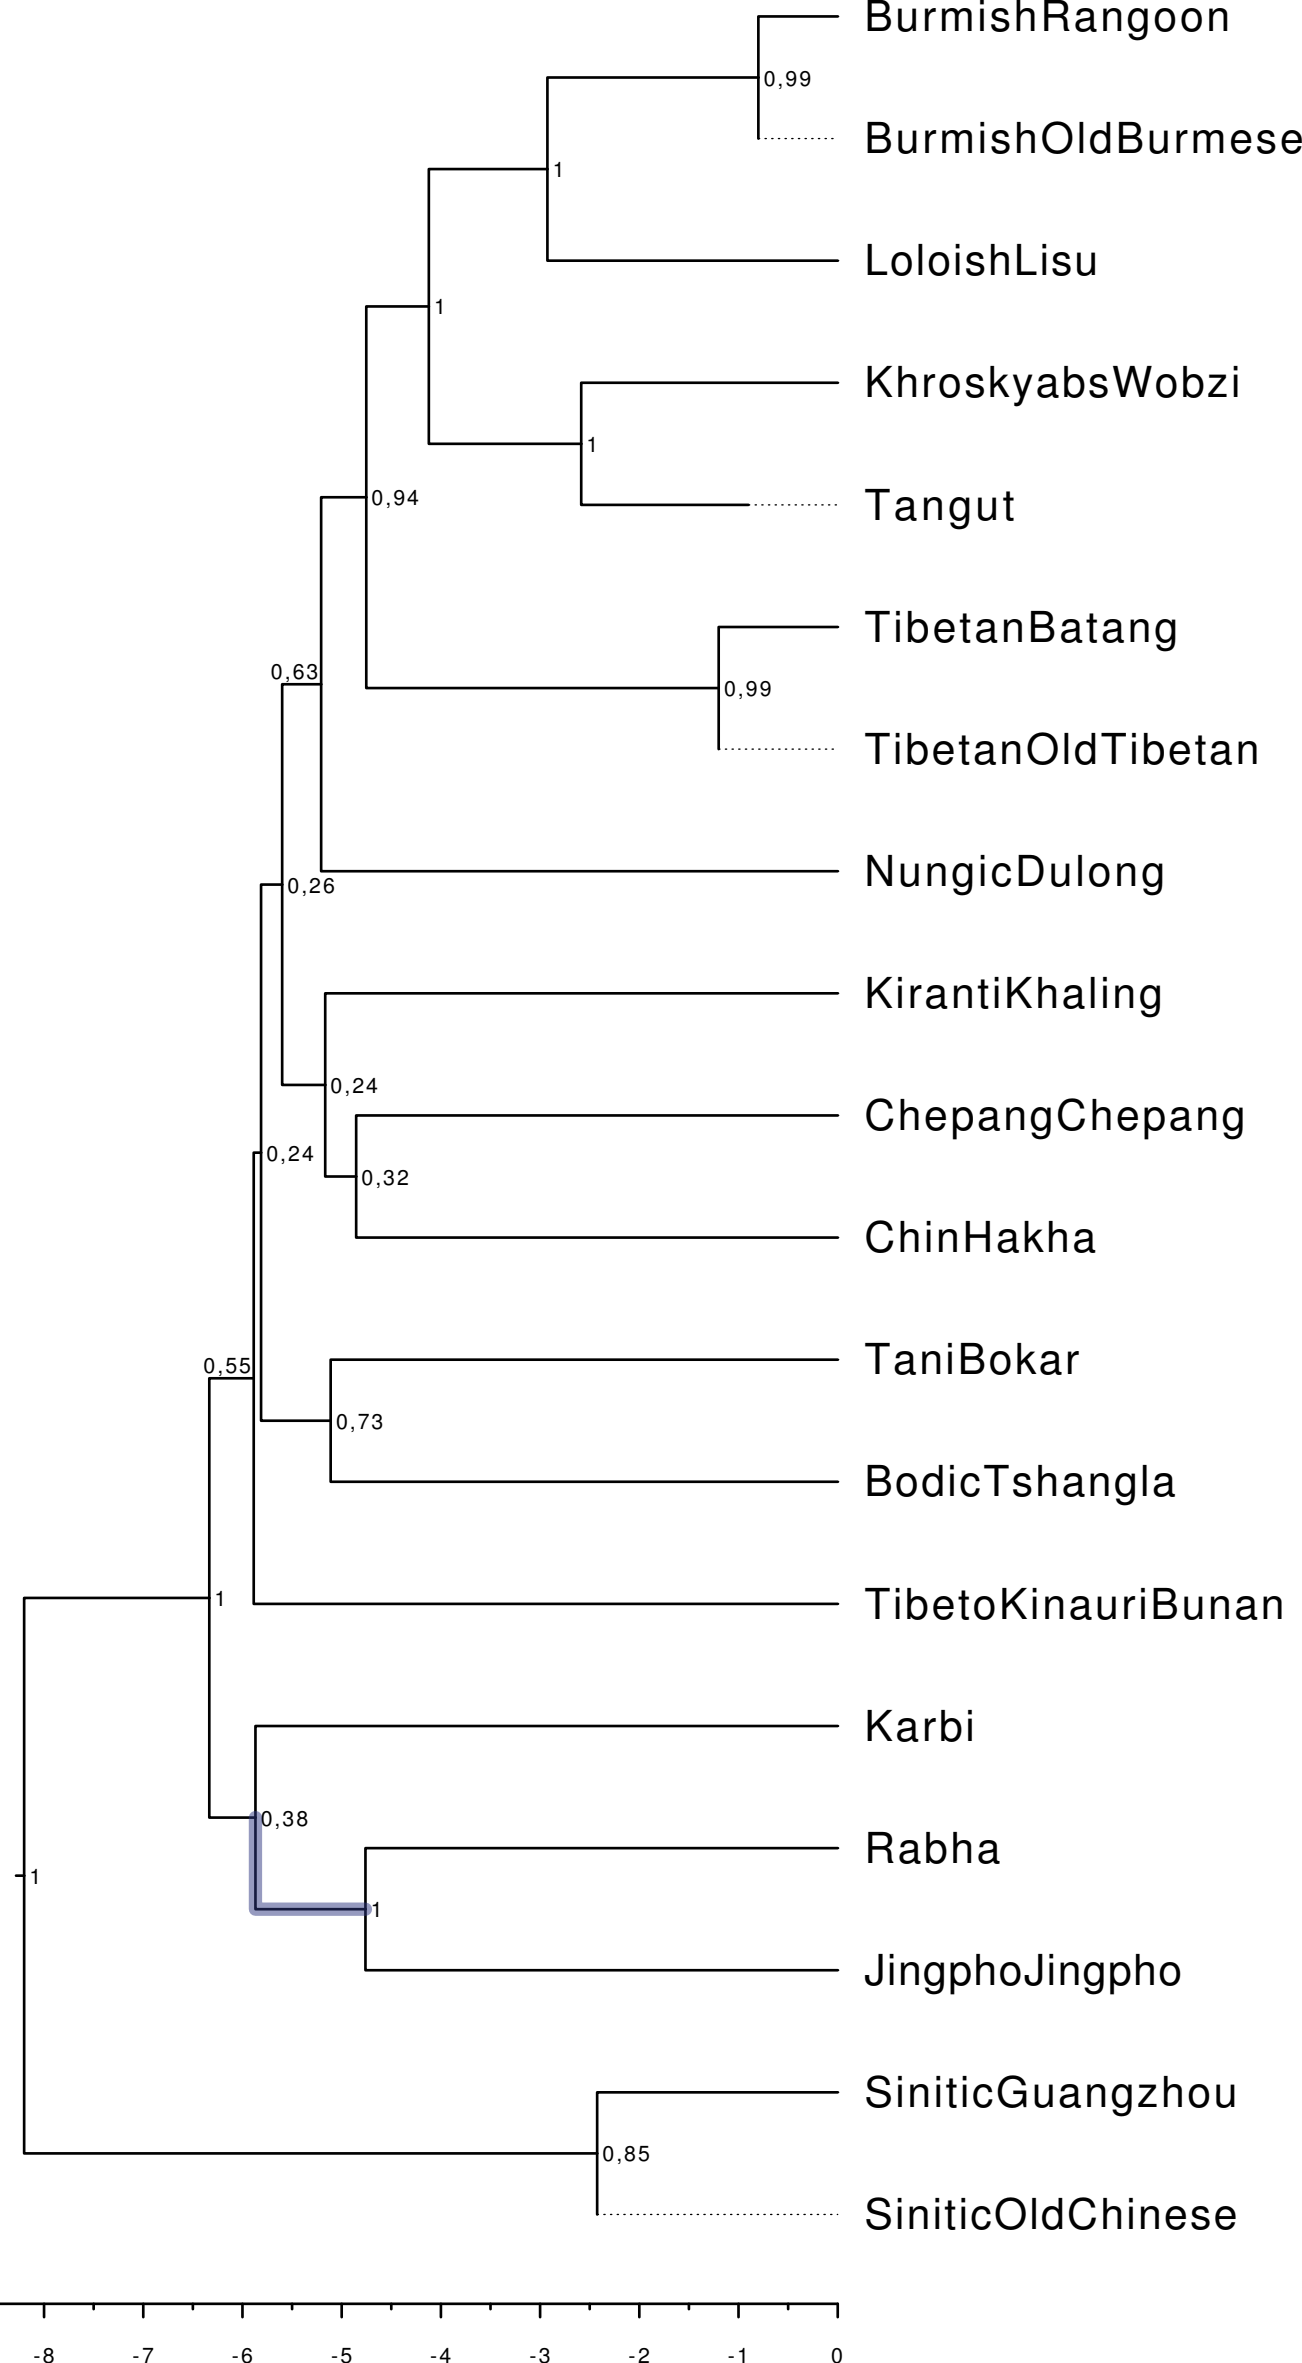 BurmishRangoon
0,99
BurmishOldBurmese
1
LoloishLisu
1
KhroskyabsWobzi
1
0,94
Tangut
TibetanBatang
0,63
0,99
TibetanOldTibetan
NungicDulong
0,26
KirantiKhaling
0,24
ChepangChepang
0,24
0,32
ChinHakha
0,55
TaniBokar
0,73
BodicTshangla
1
TibetoKinauriBunan
Karbi
0,38
Rabha
1
1
JingphoJingpho
SiniticGuangzhou
0,85
SiniticOldChinese
-8 -7 -6 -5 -4 -3 -2 -1 0